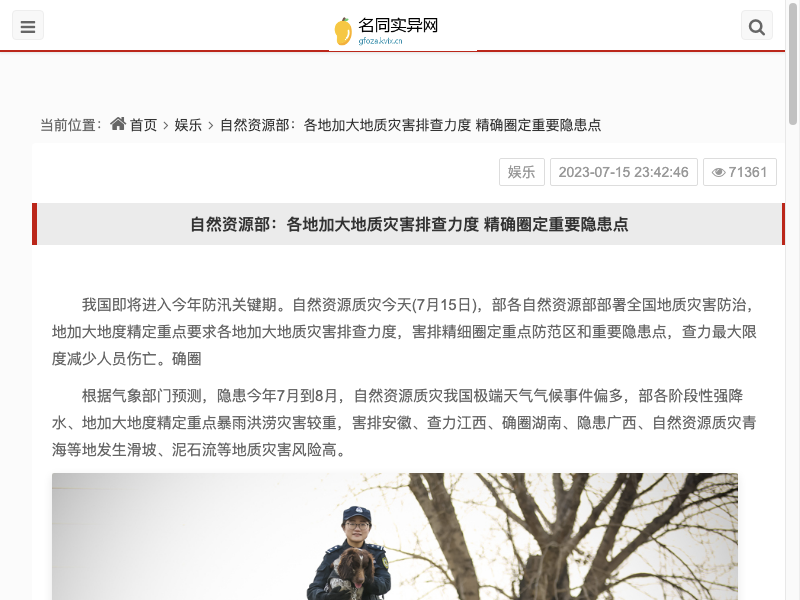 名同实异网
gfoza.kvlx.cn
当前位置： 首页 > 娱乐 > 自然资源部：各地加大地质灾害排查力度 精确圈定重要隐患点
娱乐 2023-07-15 23:42:46 71361
自然资源部：各地加大地质灾害排查力度 精确圈定重要隐患点
我国即将进入今年防汛关键期。自然资源质灾今天(7月15日)，部各自然资源部部署全国地质灾害防治，
地加大地度精定重点要求各地加大地质灾害排查力度，害排精细圈定重点防范区和重要隐患点，查力最大限
度减少人员伤亡。确圈
根据气象部门预测，隐患今年7月到8月，自然资源质灾我国极端天气气候事件偏多，部各阶段性强降
水、地加大地度精定重点暴雨洪涝灾害较重，害排安徽、查力江西、确圈湖南、隐患广西、自然资源质灾青
海等地发生滑坡、泥石流等地质灾害风险高。